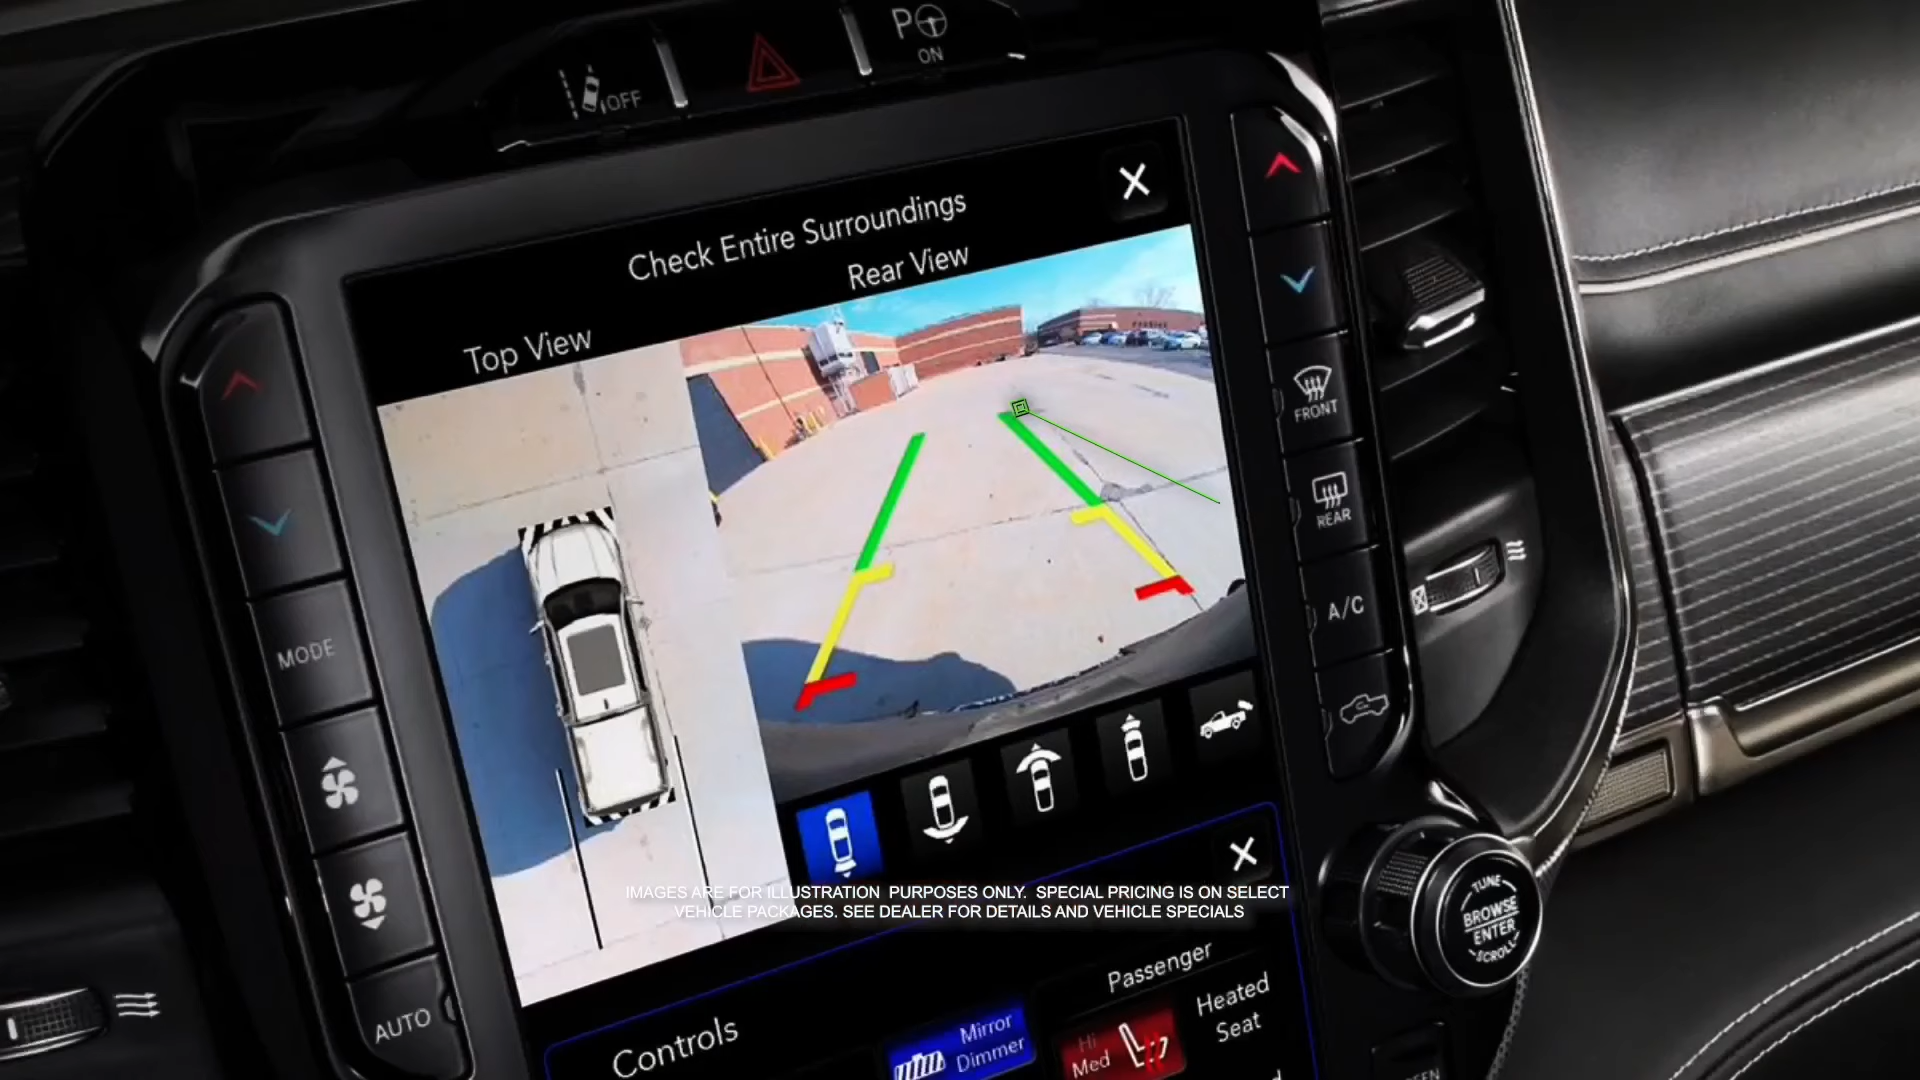 OFF
P
ON
Check Entire Surroundings
Rear View
Top View
FRONT
REAR
MODE
A/C
AUTO
IMAGES ARE FOR ILLUSTRATION PURPOSES ONLY. SPECIAL PRICING IS ON SELECT
VEHICLE PACKAGES. SEE DEALER FOR DETAILS AND VEHICLE SPECIALS
TUNE
BROWSE
ENTER
SCROLL
Controls
Mirror
Dimmer
Passenger
Hi
Med
Heated
Seat